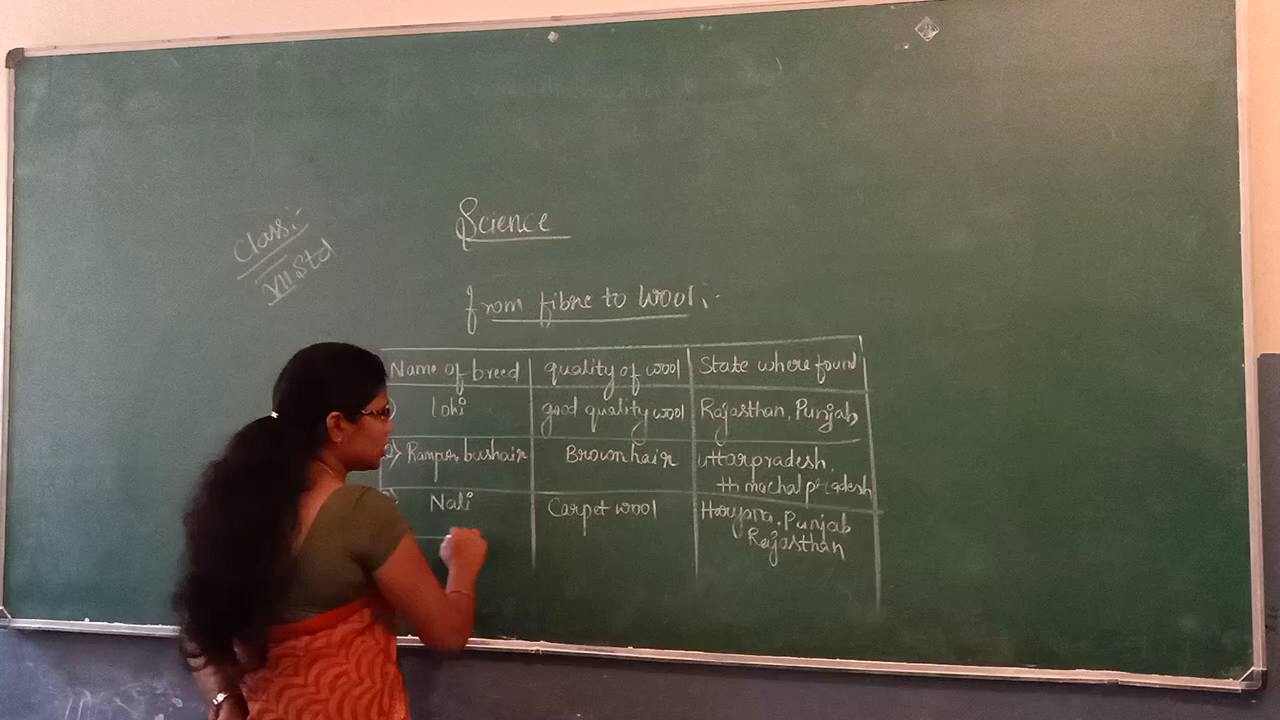 Class:-
VII Std
Science
from fibre to wool:-
Name of breed quality of wool State where found
) Lohi good quality wool Rajasthan, Punjab
2) Rampur bushair Brown hair uttarpradesh,
Himachal pradesh
Nali Carpet wool Haryana, Punjab
Rajasthan